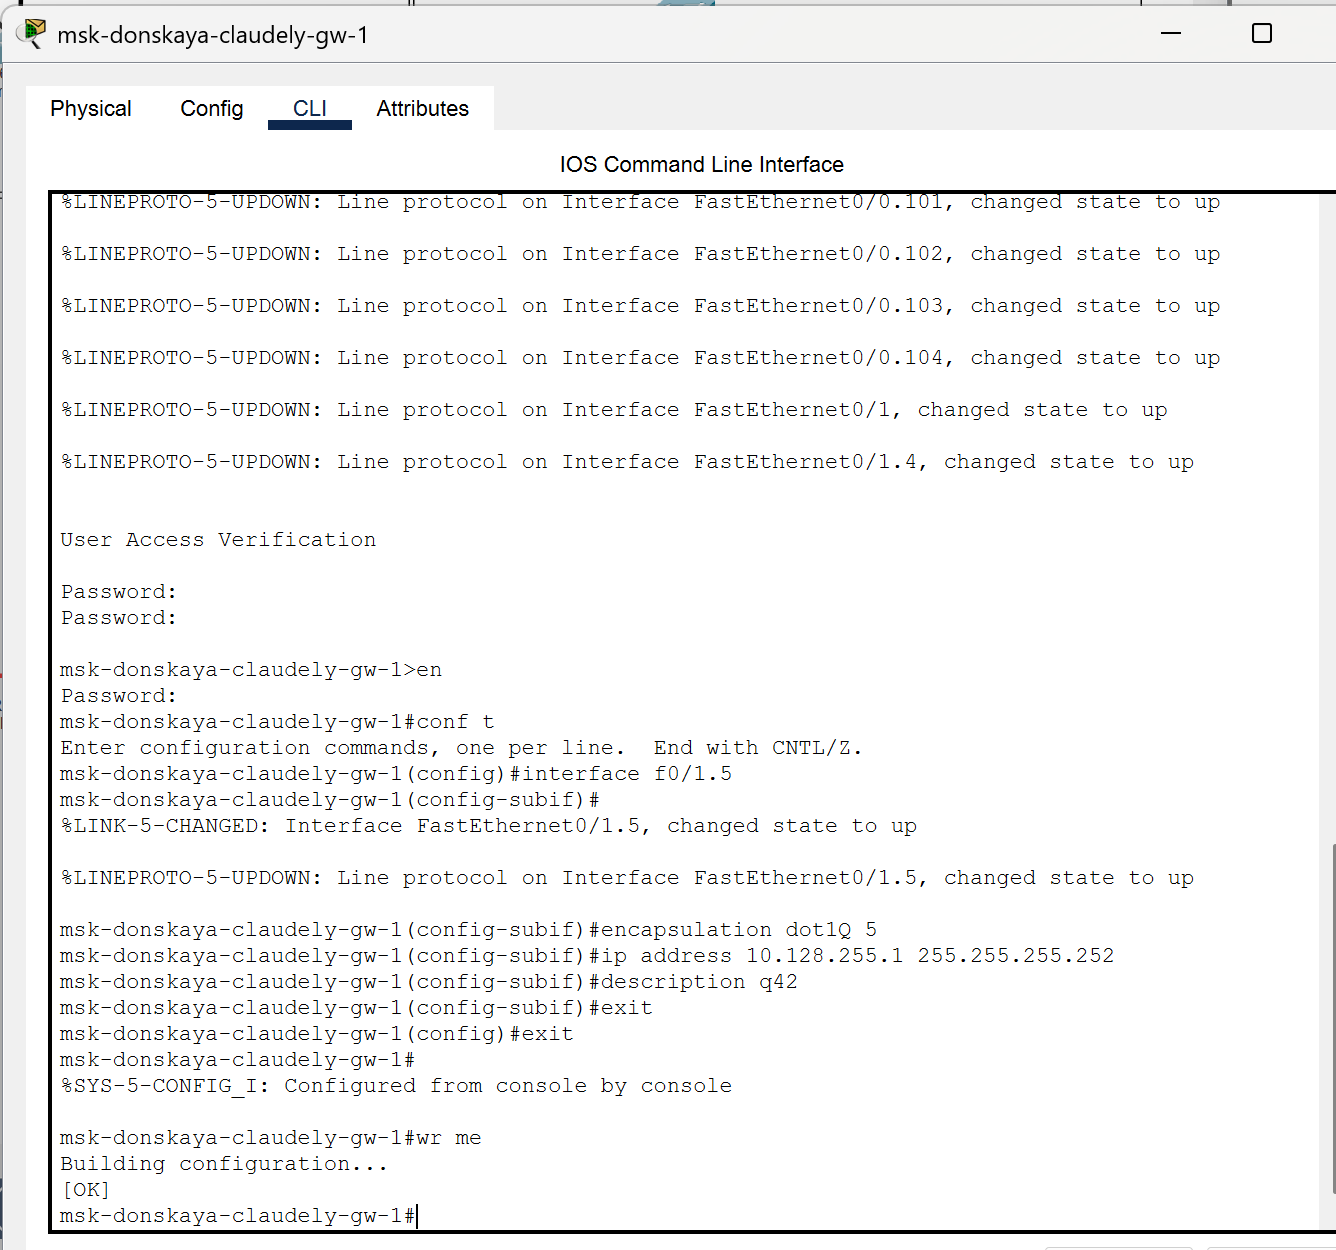 msk-donskaya-claudely-gw-1
Physical Config CLI Attributes
IOS Command Line Interface
%LINEPROTO-5-UPDOWN: Line protocol on Interface FastEthernet0/0.101, changed state to up
%LINEPROTO-5-UPDOWN: Line protocol on Interface FastEthernet0/0.102, changed state to up
%LINEPROTO-5-UPDOWN: Line protocol on Interface FastEthernet0/0.103, changed state to up
%LINEPROTO-5-UPDOWN: Line protocol on Interface FastEthernet0/0.104, changed state to up
%LINEPROTO-5-UPDOWN: Line protocol on Interface FastEthernet0/1, changed state to up
%LINEPROTO-5-UPDOWN: Line protocol on Interface FastEthernet0/1.4, changed state to up
User Access Verification
Password:
Password:
msk-donskaya-claudely-gw-1>en
Password:
msk-donskaya-claudely-gw-1#conf t
Enter configuration commands, one per line.  End with CNTL/Z.
msk-donskaya-claudely-gw-1(config)#interface f0/1.5
msk-donskaya-claudely-gw-1(config-subif)#
%LINK-5-CHANGED: Interface FastEthernet0/1.5, changed state to up
%LINEPROTO-5-UPDOWN: Line protocol on Interface FastEthernet0/1.5, changed state to up
msk-donskaya-claudely-gw-1(config-subif)#encapsulation dot1Q 5
msk-donskaya-claudely-gw-1(config-subif)#ip address 10.128.255.1 255.255.255.252
msk-donskaya-claudely-gw-1(config-subif)#description q42
msk-donskaya-claudely-gw-1(config-subif)#exit
msk-donskaya-claudely-gw-1(config)#exit
msk-donskaya-claudely-gw-1#
%SYS-5-CONFIG_I: Configured from console by console
msk-donskaya-claudely-gw-1#wr me
Building configuration...
[OK]
msk-donskaya-claudely-gw-1#